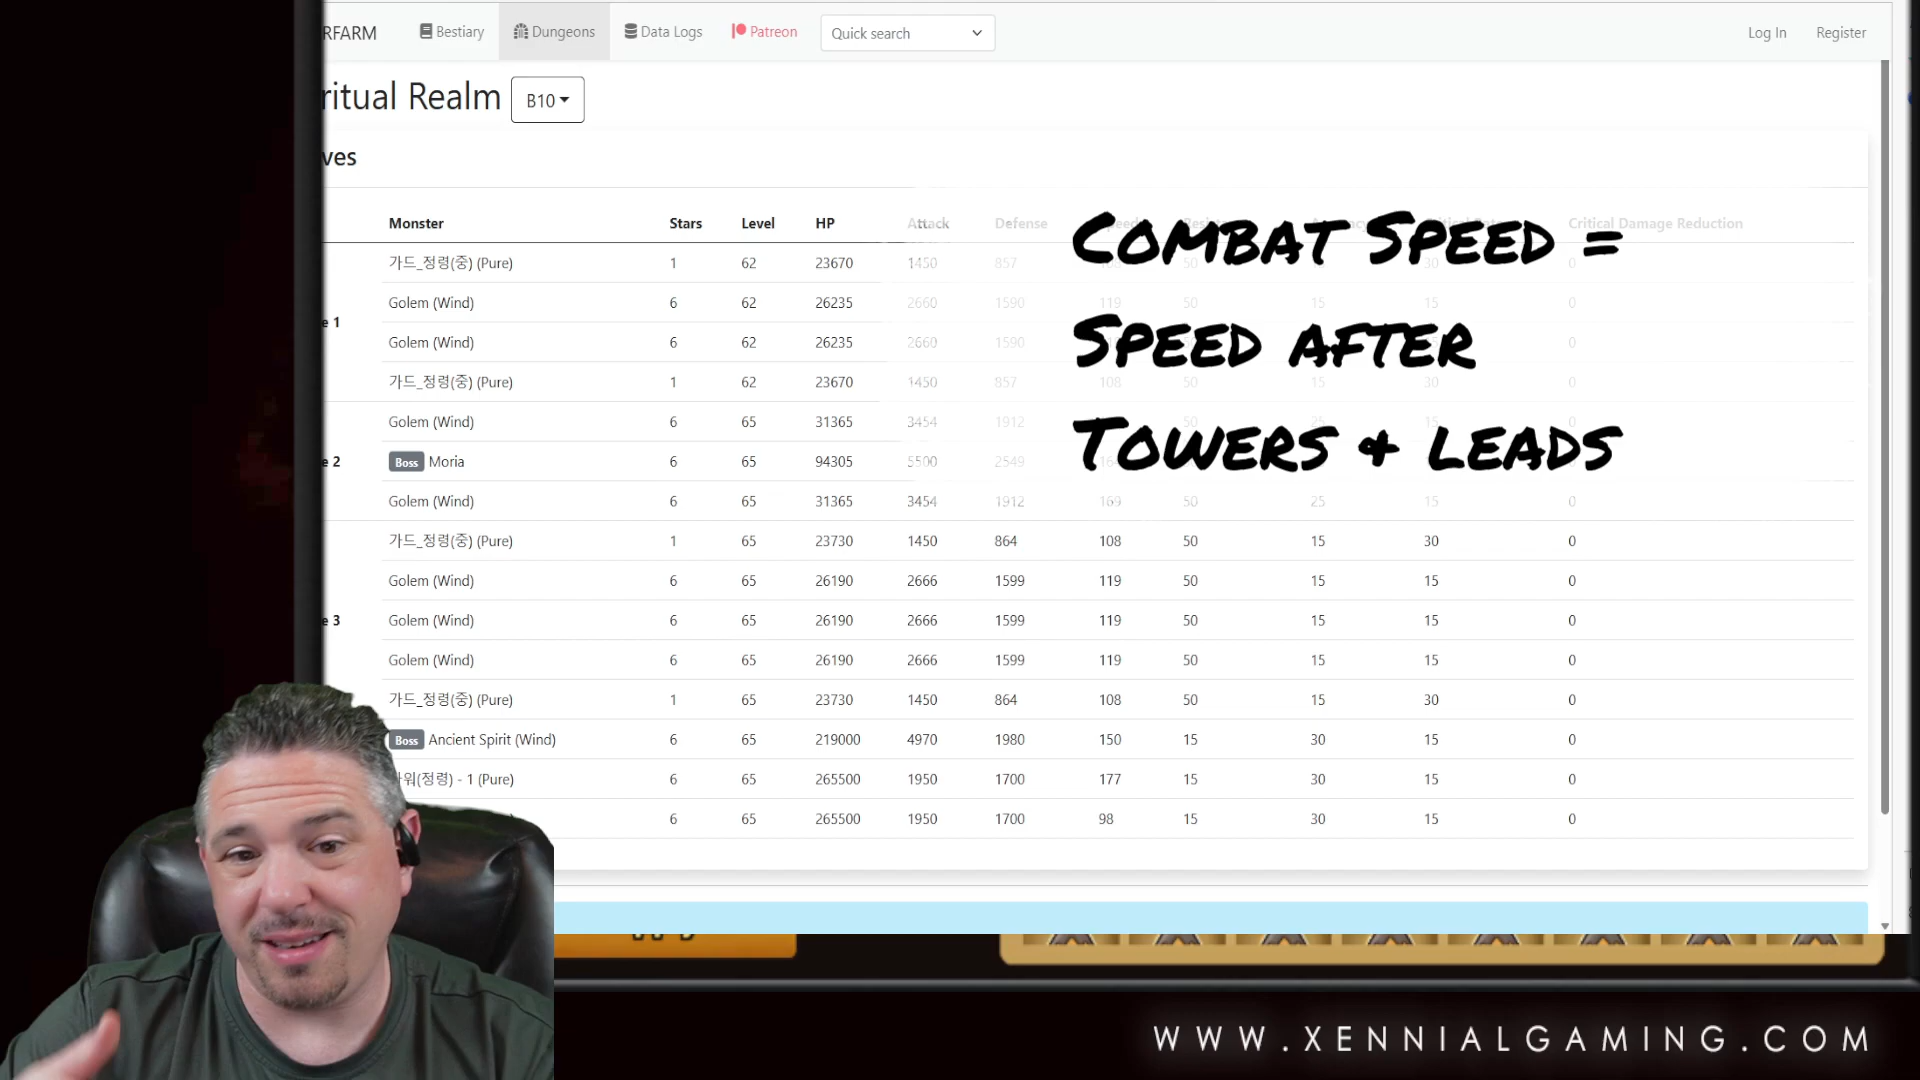 RFARM Bestiary Dungeons Data Logs Patreon Quick search Log In Register
ritual Realm B10
ves
Monster Stars Level HP Attack Defense Critical Damage Reduction
가드_정령(중) (Pure) 1 62 23670 1450 857 50 0
Golem (Wind) 6 62 26235 2660 1590 119 50 15 15 0
e 1
Golem (Wind) 6 62 26235 2660 1590 0
가드_정령(중) (Pure) 1 62 23670 1450 857 108 50 15 30 0
Golem (Wind) 6 65 31365 3454 1912 50 0
e 2 Boss Moria 6 65 94305 5500 2549
Golem (Wind) 6 65 31365 3454 1912 169 50 25 15 0
가드_정령(중) (Pure) 1 65 23730 1450 864 108 50 15 30 0
Golem (Wind) 6 65 26190 2666 1599 119 50 15 15 0
e 3 Golem (Wind) 6 65 26190 2666 1599 119 50 15 15 0
Golem (Wind) 6 65 26190 2666 1599 119 50 15 15 0
가드_정령(중) (Pure) 1 65 23730 1450 864 108 50 15 30 0
Boss Ancient Spirit (Wind) 6 65 219000 4970 1980 150 15 30 15 0
워(정령) - 1 (Pure) 6 65 265500 1950 1700 177 15 30 15 0
6 65 265500 1950 1700 98 15 30 15 0
Combat Speed =
Speed after
Towers & leads
WWW.XENNIALGAMING.COM